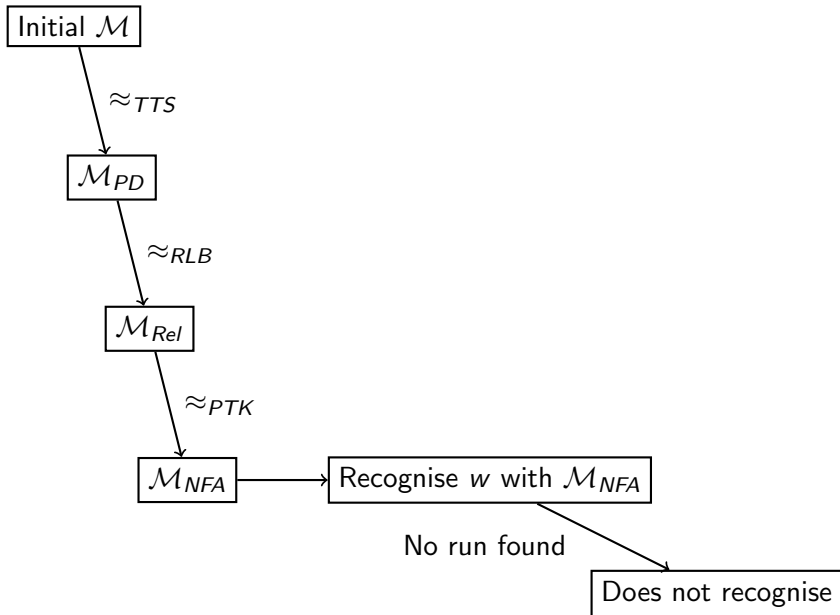 Initial ℳ
≈TTS
ℳPD
≈RLB
ℳRel
≈PTK
ℳNFA
Recognise w with ℳNFA
No run found
Does not recognise